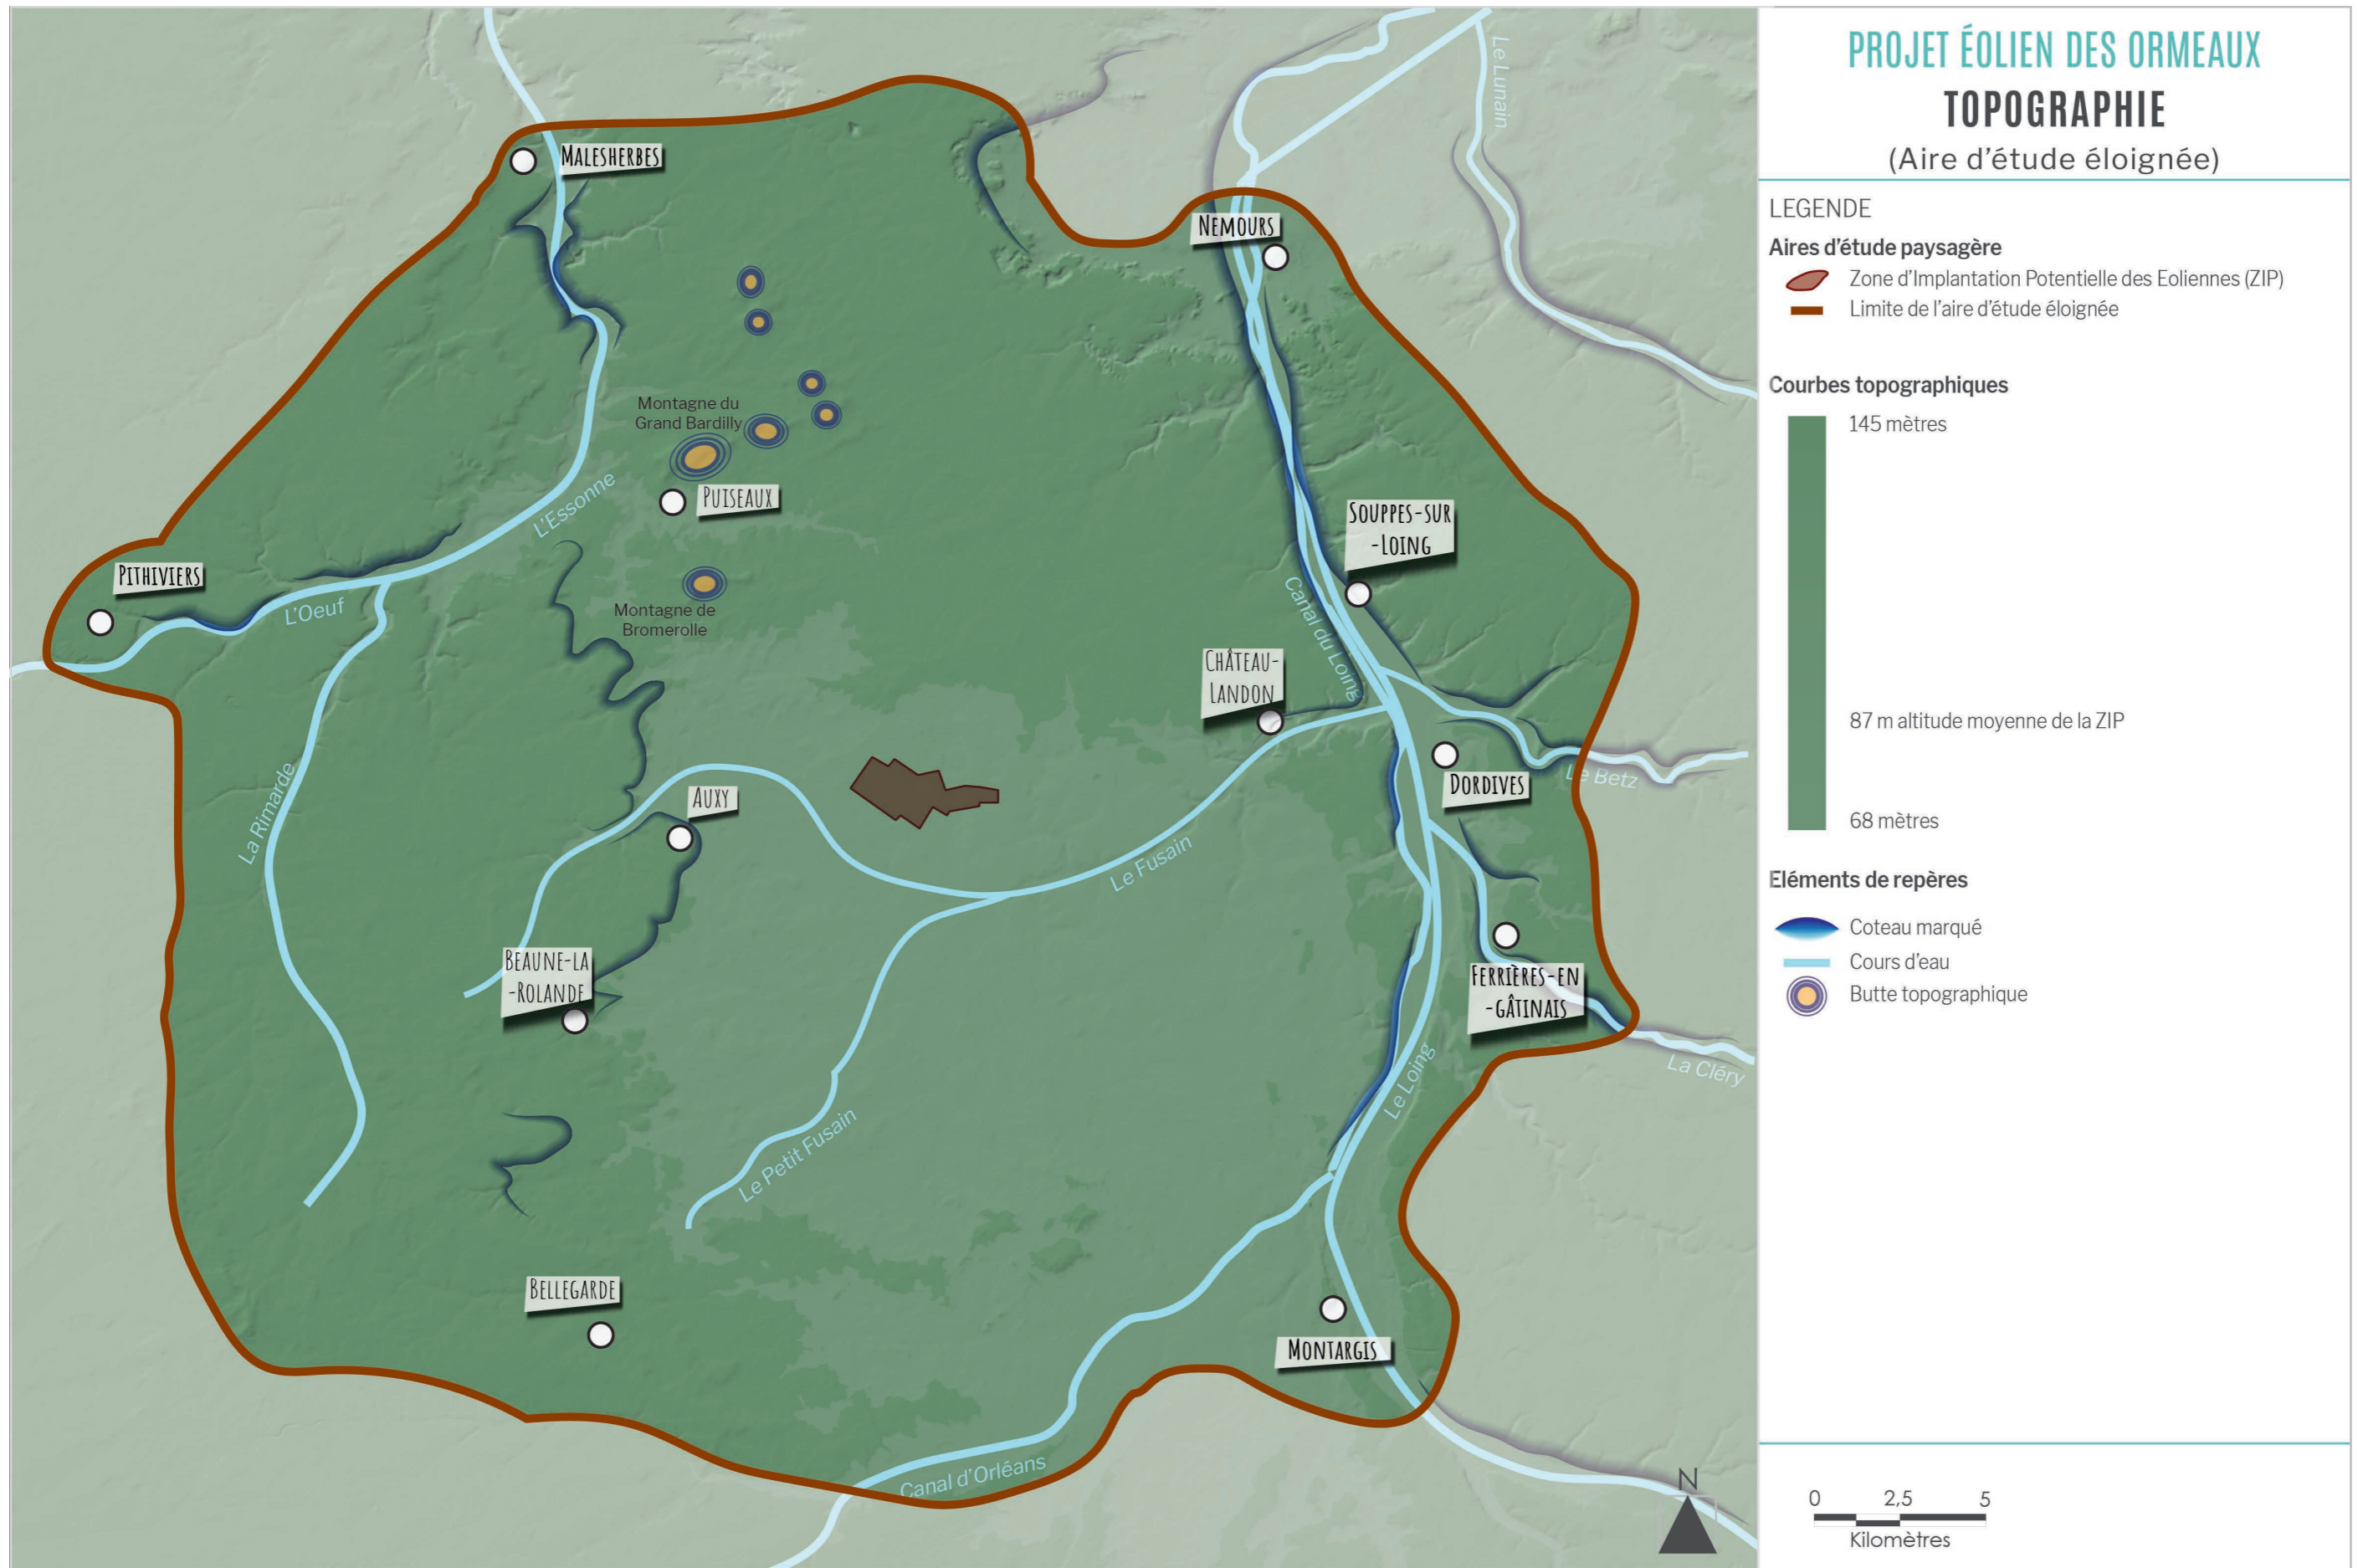 PROJET ÉOLIEN DES ORMEAUX
TOPOGRAPHIE
(Aire d'étude éloignée)
LEGENDE
Aires d'étude paysagère
Zone d'Implantation Potentielle des Eoliennes (ZIP)
Limite de l'aire d'étude éloignée
Courbes topographiques
145 mètres
87 m altitude moyenne de la ZIP
68 mètres
Eléments de repères
Coteau marqué
Cours d'eau
Butte topographique
0 2,5 5
Kilomètres
N
Le Lunain
MALESHERBES
NEMOURS
Montagne du
Grand Bardilly
PUISEAUX
L'Essonne
SOUPPES-SUR
-LOING
PITHIVIERS
L'Oeuf
Montagne de
Bromerolle
Canal du Loing
CHÂTEAU-
LANDON
DORDIVES
Le Betz
AUXY
La Rimarde
Le Fusain
BEAUNE-LA
-ROLANDE
FERRIÈRES-EN
-GÂTINAIS
La Cléry
Le Loing
Le Petit Fusain
BELLEGARDE
MONTARGIS
Canal d'Orléans